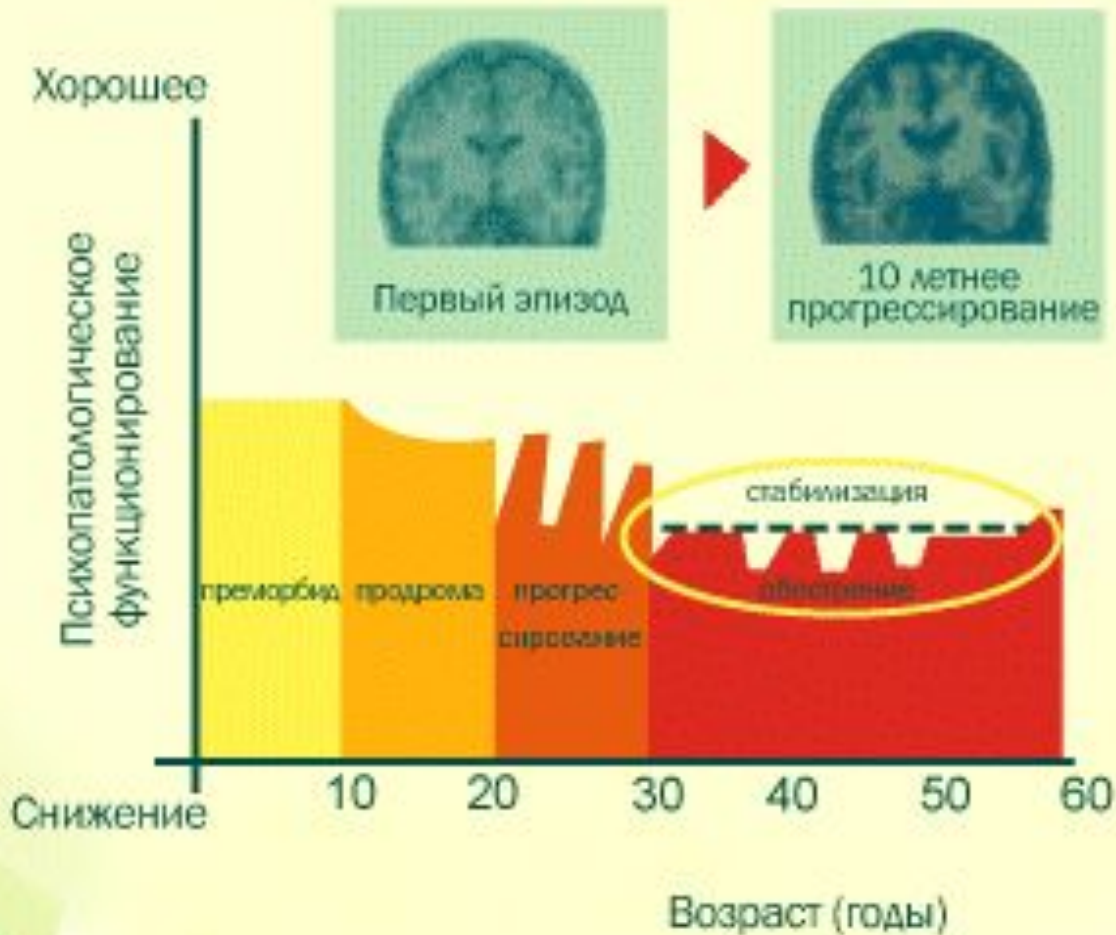 Хорошее
Первый эпизод
10 летнее
прогрессирование
Психопатологическое
функционирование
стабилизация
преморбид
продрома
прогрес
сирование
обострение
Снижение
10
20
30
40
50
60
Возраст (годы)